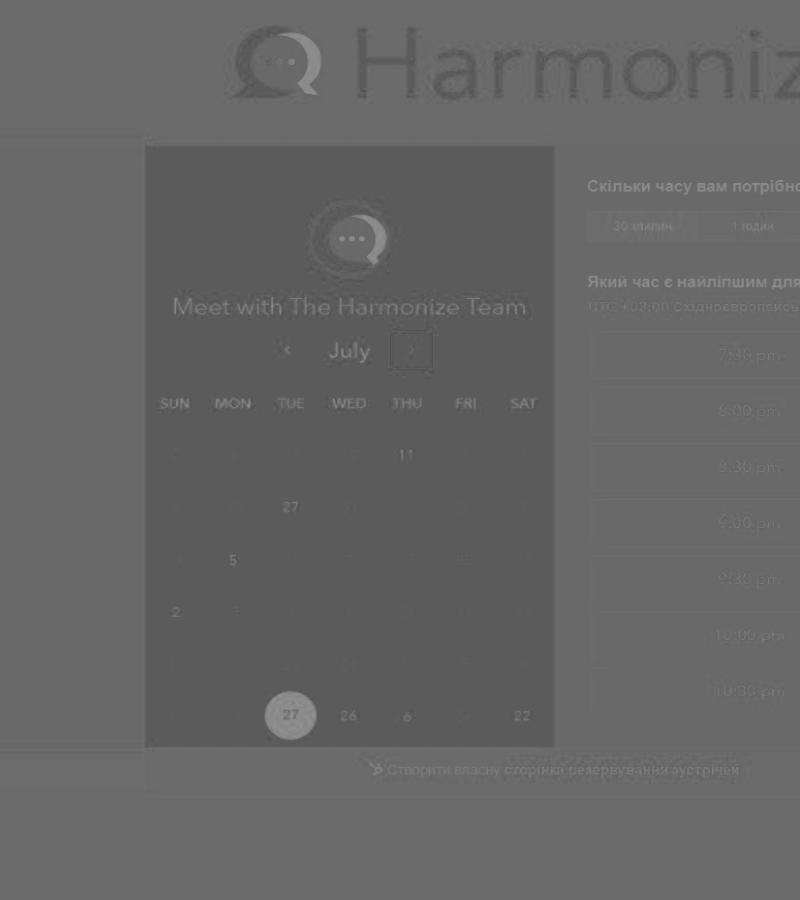 Harmoniz
Meet with The Harmonize Team
‹ July ›
SUN MON TUE WED THU FRI SAT
11
27
5
2
27 26 6 22
Скільки часу вам потрібно
30 хвилин 1 годин
Який час є найліпшим для
UTC +03:00 Східноєвропейсь
7:30 pm
8:00 pm
8:30 pm
9:00 pm
9:30 pm
10:00 pm
10:30 pm
Створити власну сторінка резервування зустрічей